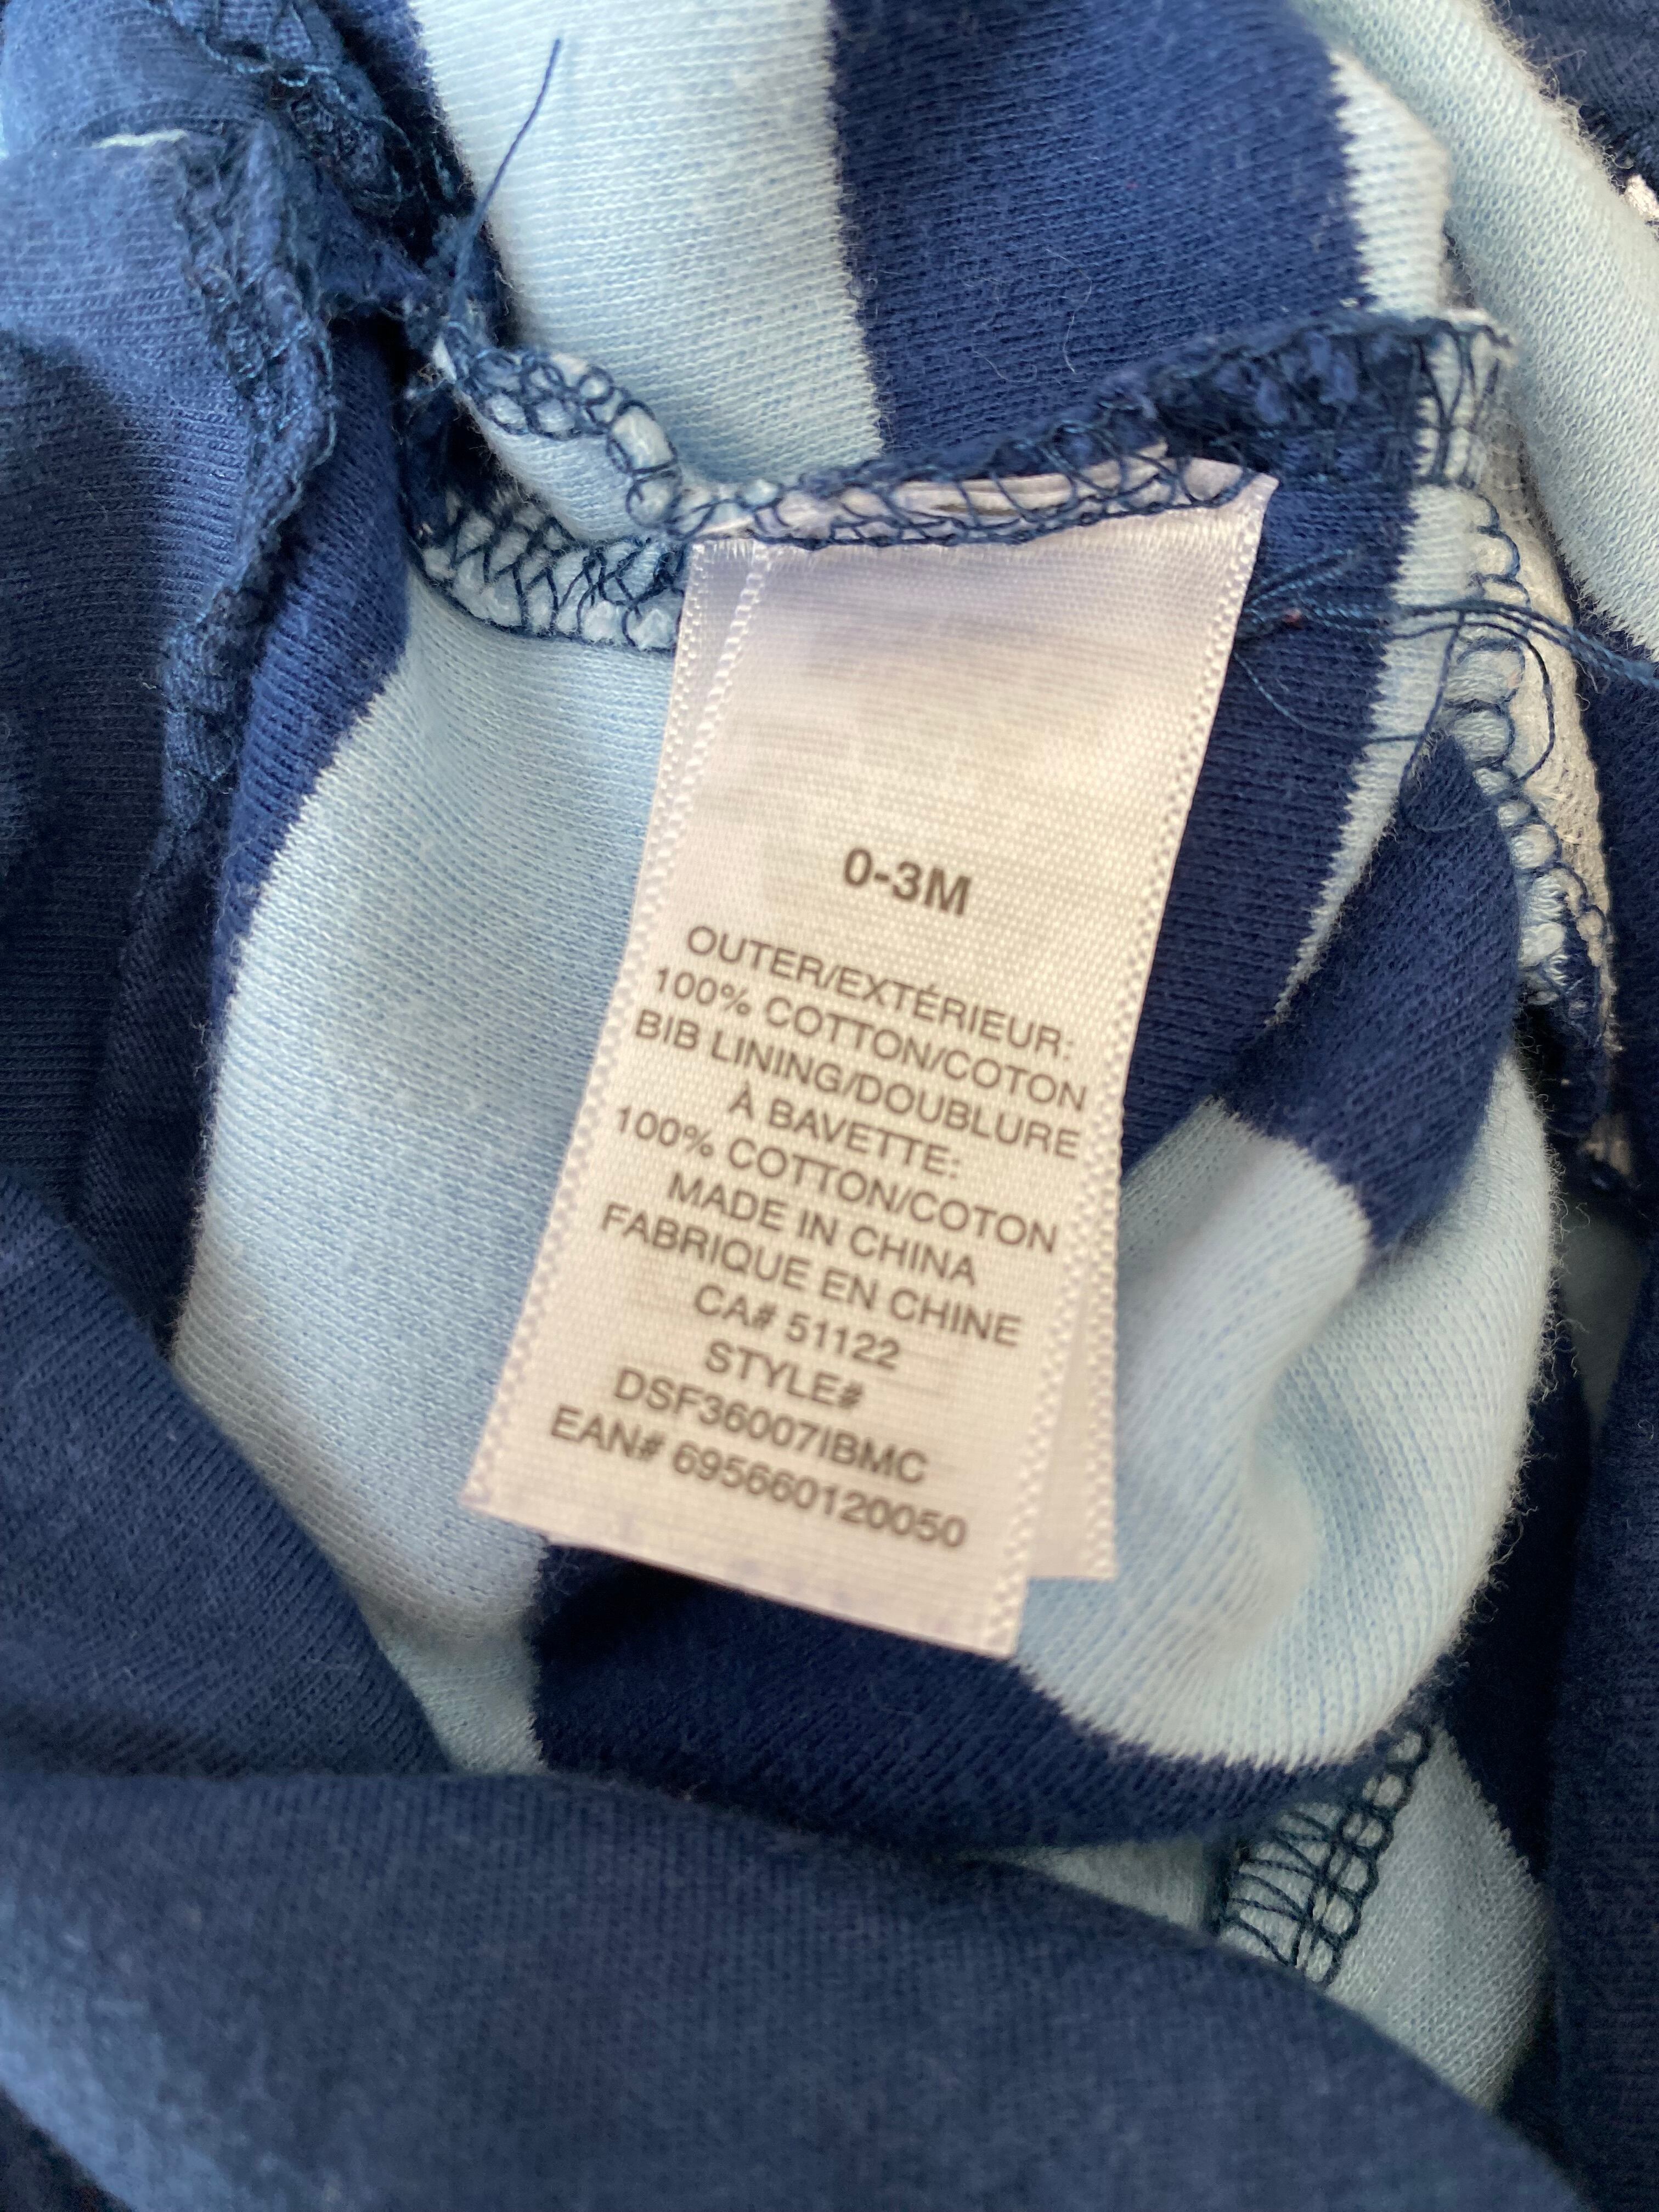 0-3M
OUTER/EXTÉRIEUR:
100% COTTON/COTON
BIB LINING/DOUBLURE
À BAVETTE:
100% COTTON/COTON
MADE IN CHINA
FABRIQUE EN CHINE
CA# 51122
STYLE#
DSF36007IBMC
EAN# 695660120050